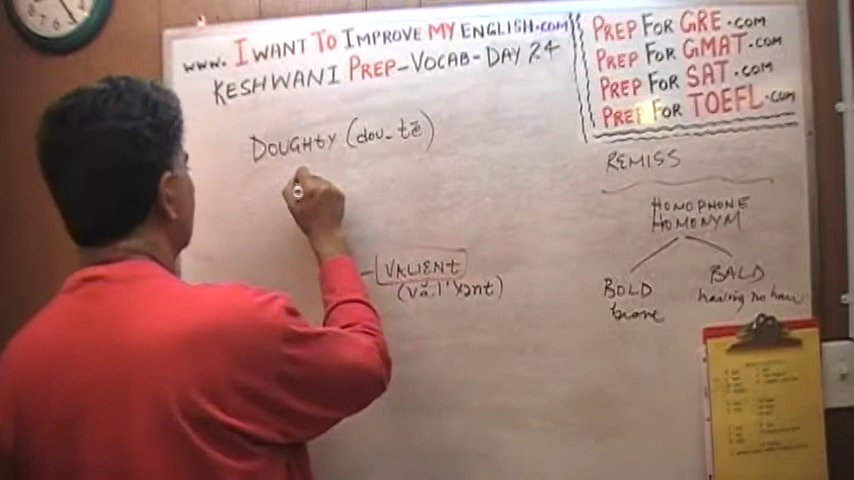 www. I WANT TO IMPROVE MY ENGLISH.COM
KESHWANI PREP-VOCAB-DAY 24
PREP FOR GRE.COM
PREP FOR GMAT.COM
PREP FOR SAT.COM
PREP FOR TOEFL.COM
DOUGHTY (dou-tē)
VALIENT
(văl'yənt)
REMISS
HOMOPHONE
HOMONYM
BOLD
brave
BALD
having no hair